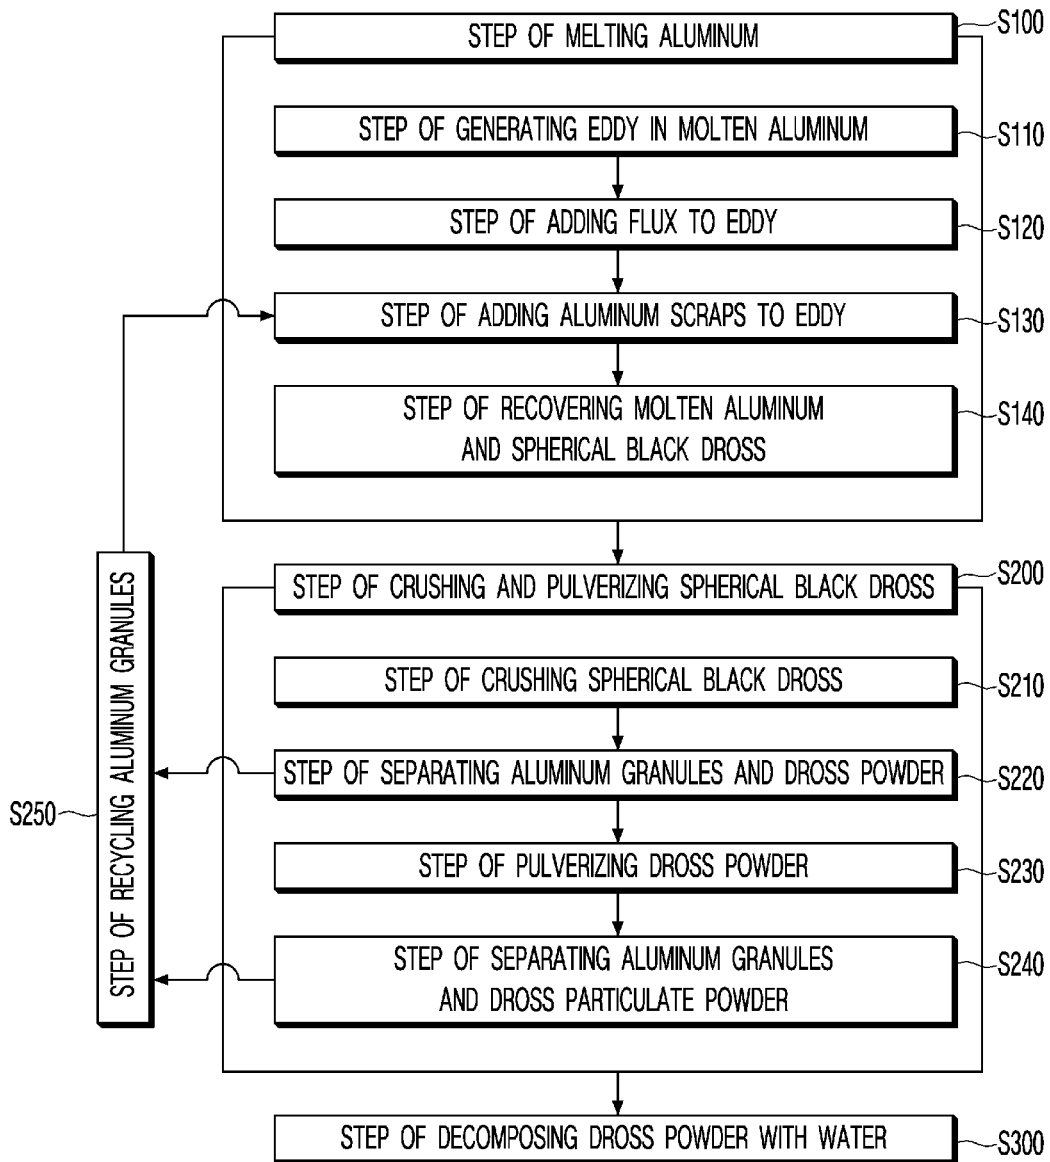 STEP OF MELTING ALUMINUM
S100
STEP OF GENERATING EDDY IN MOLTEN ALUMINUM
S110
STEP OF ADDING FLUX TO EDDY
S120
STEP OF ADDING ALUMINUM SCRAPS TO EDDY
S130
STEP OF RECOVERING MOLTEN ALUMINUM
AND SPHERICAL BLACK DROSS
S140
STEP OF CRUSHING AND PULVERIZING SPHERICAL BLACK DROSS
S200
STEP OF CRUSHING SPHERICAL BLACK DROSS
S210
STEP OF SEPARATING ALUMINUM GRANULES AND DROSS POWDER
S220
STEP OF PULVERIZING DROSS POWDER
S230
STEP OF SEPARATING ALUMINUM GRANULES
AND DROSS PARTICULATE POWDER
S240
STEP OF RECYCLING ALUMINUM GRANULES
S250
STEP OF DECOMPOSING DROSS POWDER WITH WATER
S300